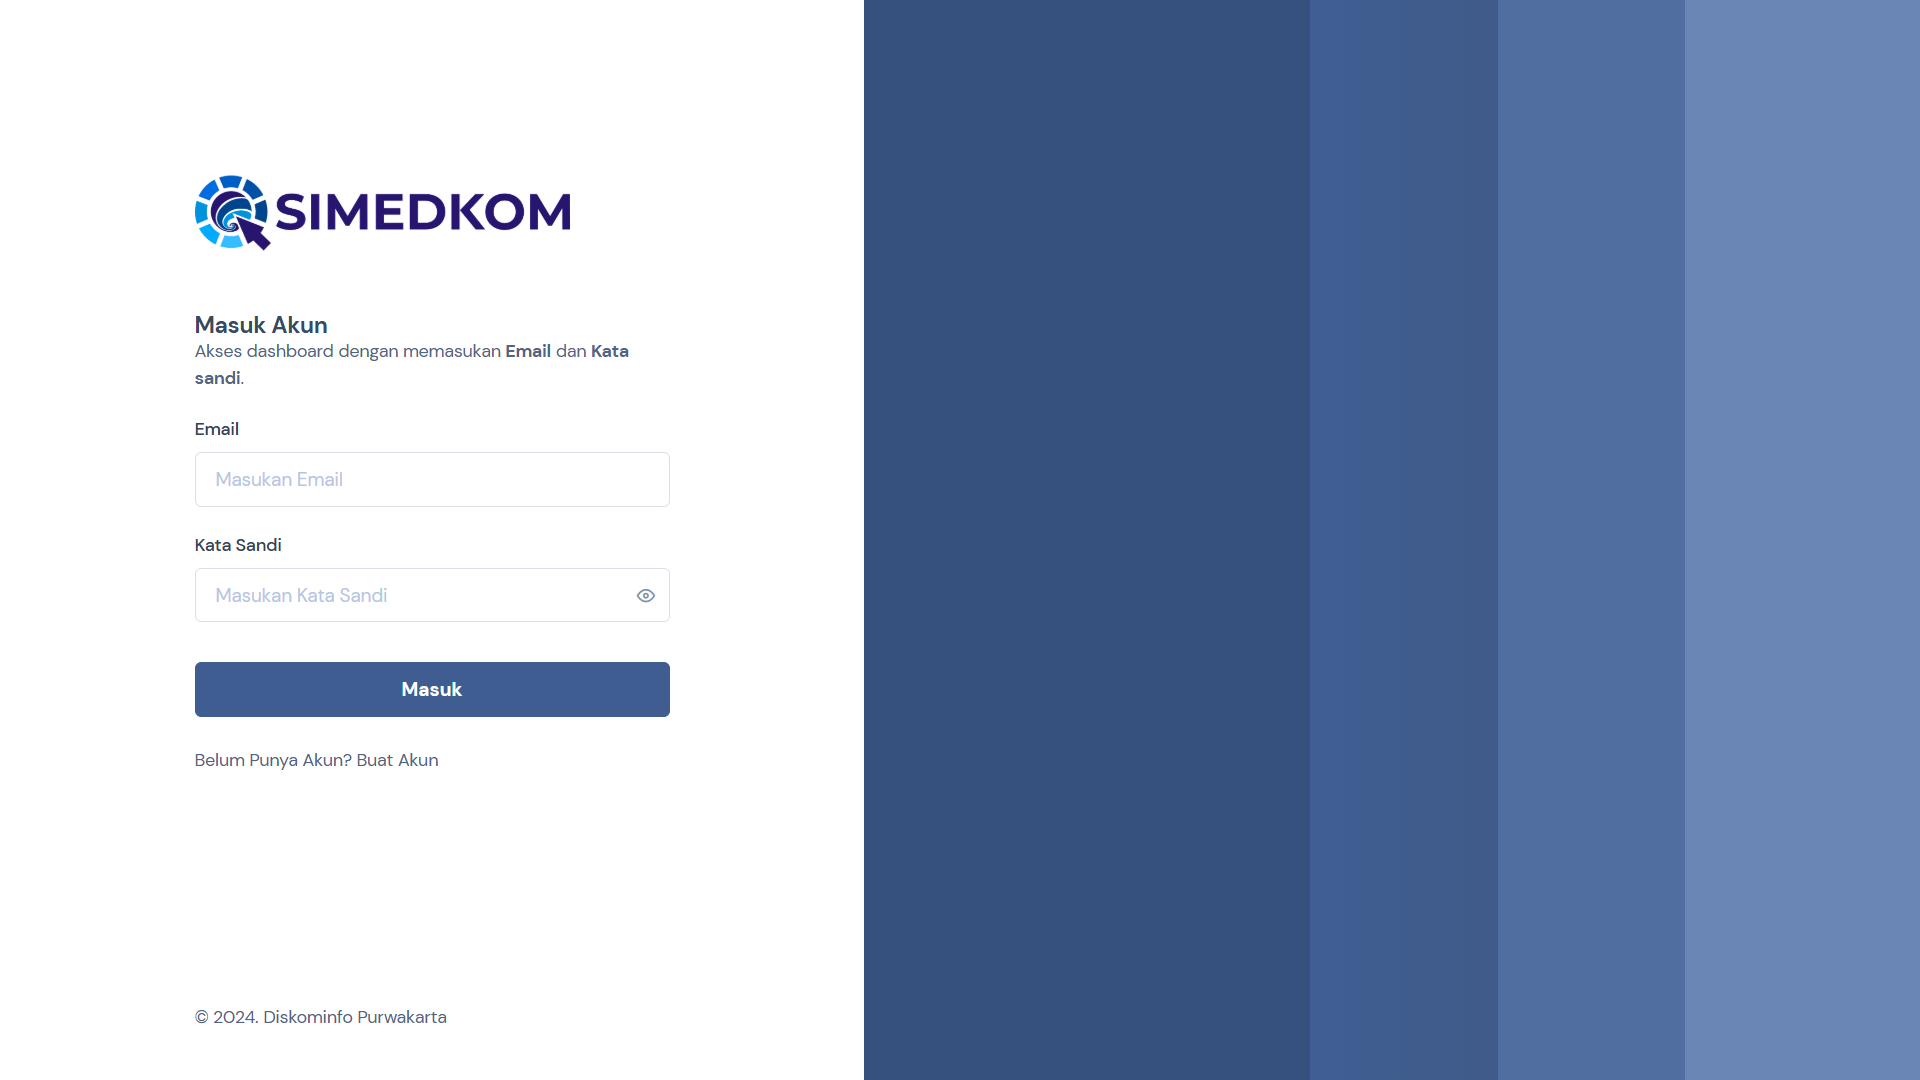 SIMEDKOM
Masuk Akun
Akses dashboard dengan memasukan Email dan Kata
sandi.
Email
Masukan Email
Kata Sandi
Masukan Kata Sandi
Masuk
Belum Punya Akun? Buat Akun
© 2024. Diskominfo Purwakarta